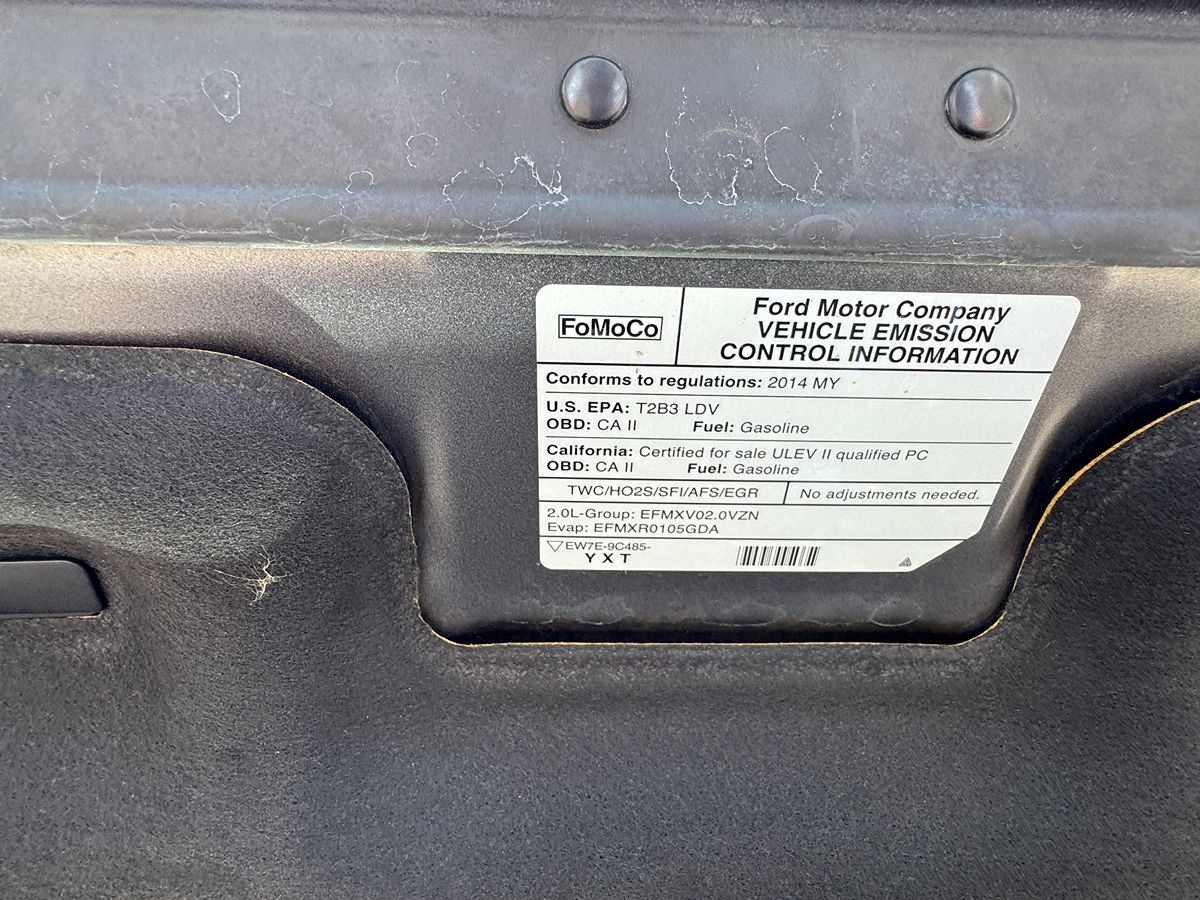 FoMoCo
Ford Motor Company
VEHICLE EMISSION
CONTROL INFORMATION
Conforms to regulations: 2014 MY
U.S. EPA: T2B3 LDV
OBD: CA II Fuel: Gasoline
California: Certified for sale ULEV II qualified PC
OBD: CA II Fuel: Gasoline
TWC/HO2S/SFI/AFS/EGR No adjustments needed.
2.0L-Group: EFMXV02.0VZN
Evap: EFMXR0105GDA
EW7E-9C485-
YXT